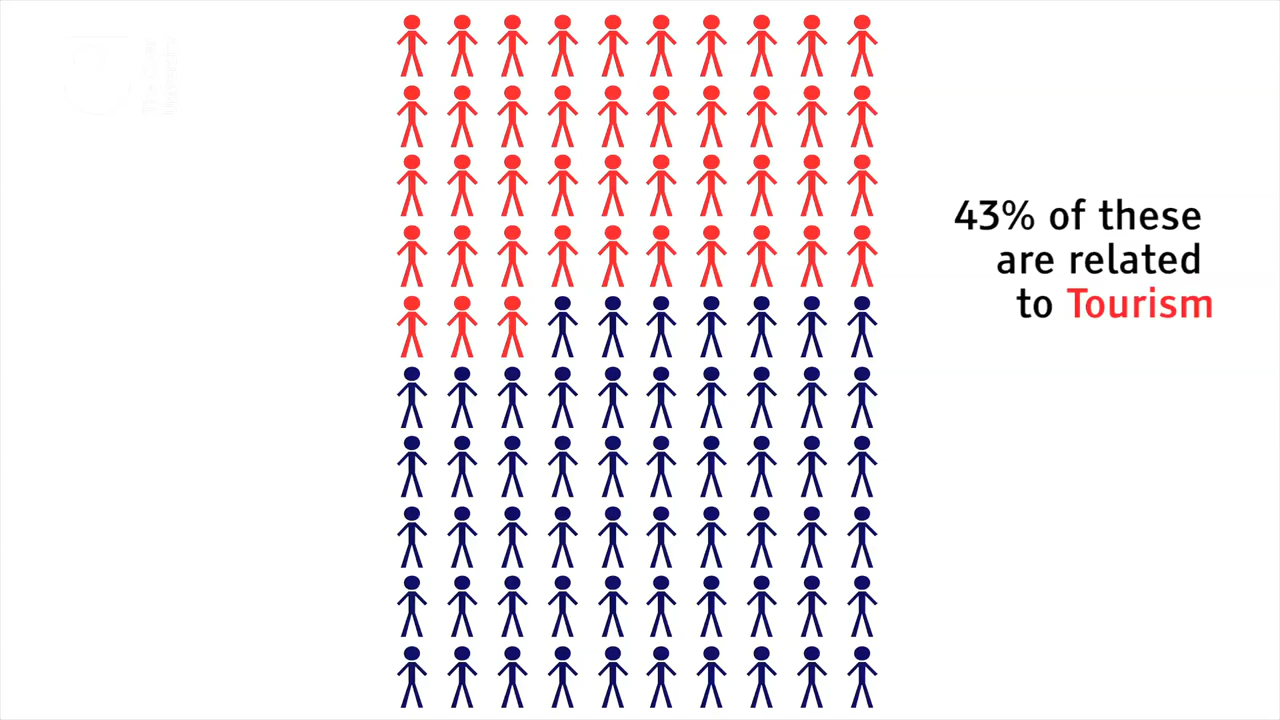 43% of these
are related
to Tourism